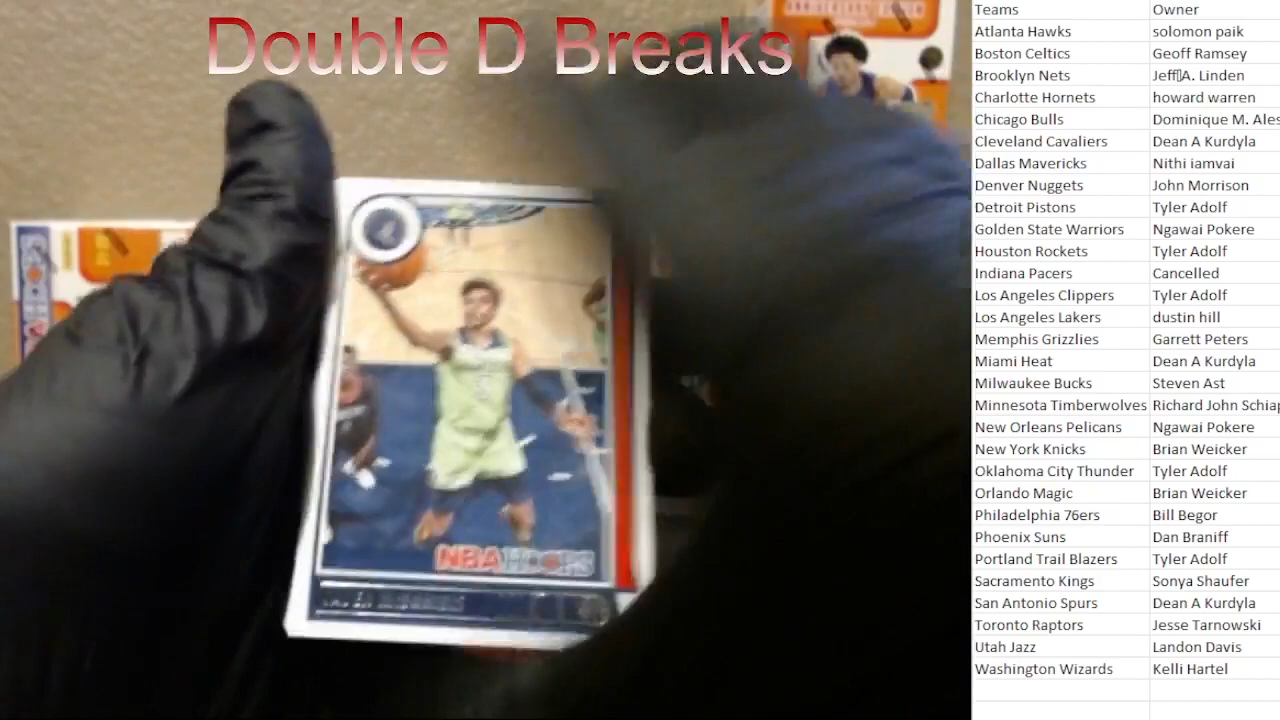 Double D Breaks
ANNIVERSARY
NBA HOOPS
Teams Owner
Atlanta Hawks solomon paik
Boston Celtics Geoff Ramsey
Brooklyn Nets Jeff A. Linden
Charlotte Hornets howard warren
Chicago Bulls Dominique M. Ales
Cleveland Cavaliers Dean A Kurdyla
Dallas Mavericks Nithi iamvai
Denver Nuggets John Morrison
Detroit Pistons Tyler Adolf
Golden State Warriors Ngawai Pokere
Houston Rockets Tyler Adolf
Indiana Pacers Cancelled
Los Angeles Clippers Tyler Adolf
Los Angeles Lakers dustin hill
Memphis Grizzlies Garrett Peters
Miami Heat Dean A Kurdyla
Milwaukee Bucks Steven Ast
Minnesota Timberwolves Richard John Schiap
New Orleans Pelicans Ngawai Pokere
New York Knicks Brian Weicker
Oklahoma City Thunder Tyler Adolf
Orlando Magic Brian Weicker
Philadelphia 76ers Bill Begor
Phoenix Suns Dan Braniff
Portland Trail Blazers Tyler Adolf
Sacramento Kings Sonya Shaufer
San Antonio Spurs Dean A Kurdyla
Toronto Raptors Jesse Tarnowski
Utah Jazz Landon Davis
Washington Wizards Kelli Hartel